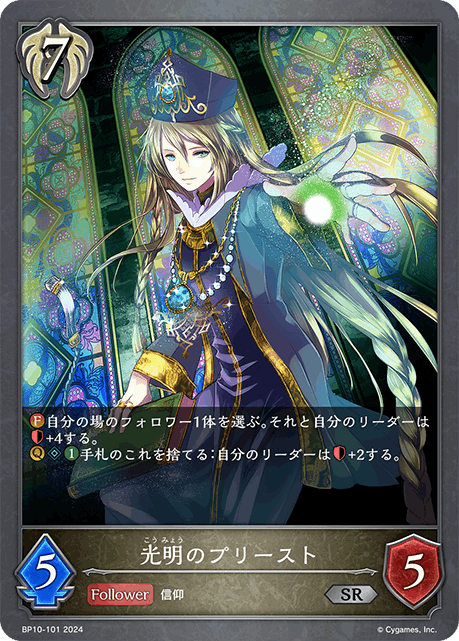 7
F 自分の場のフォロワー1体を選ぶ。それと自分のリーダーは
+4する。
Q 1 手札のこれを捨てる：自分のリーダーは+2する。
こうみょう
光明のプリースト
5
Follower 信仰
SR
5
BP10-101 2024
© Cygames, Inc.